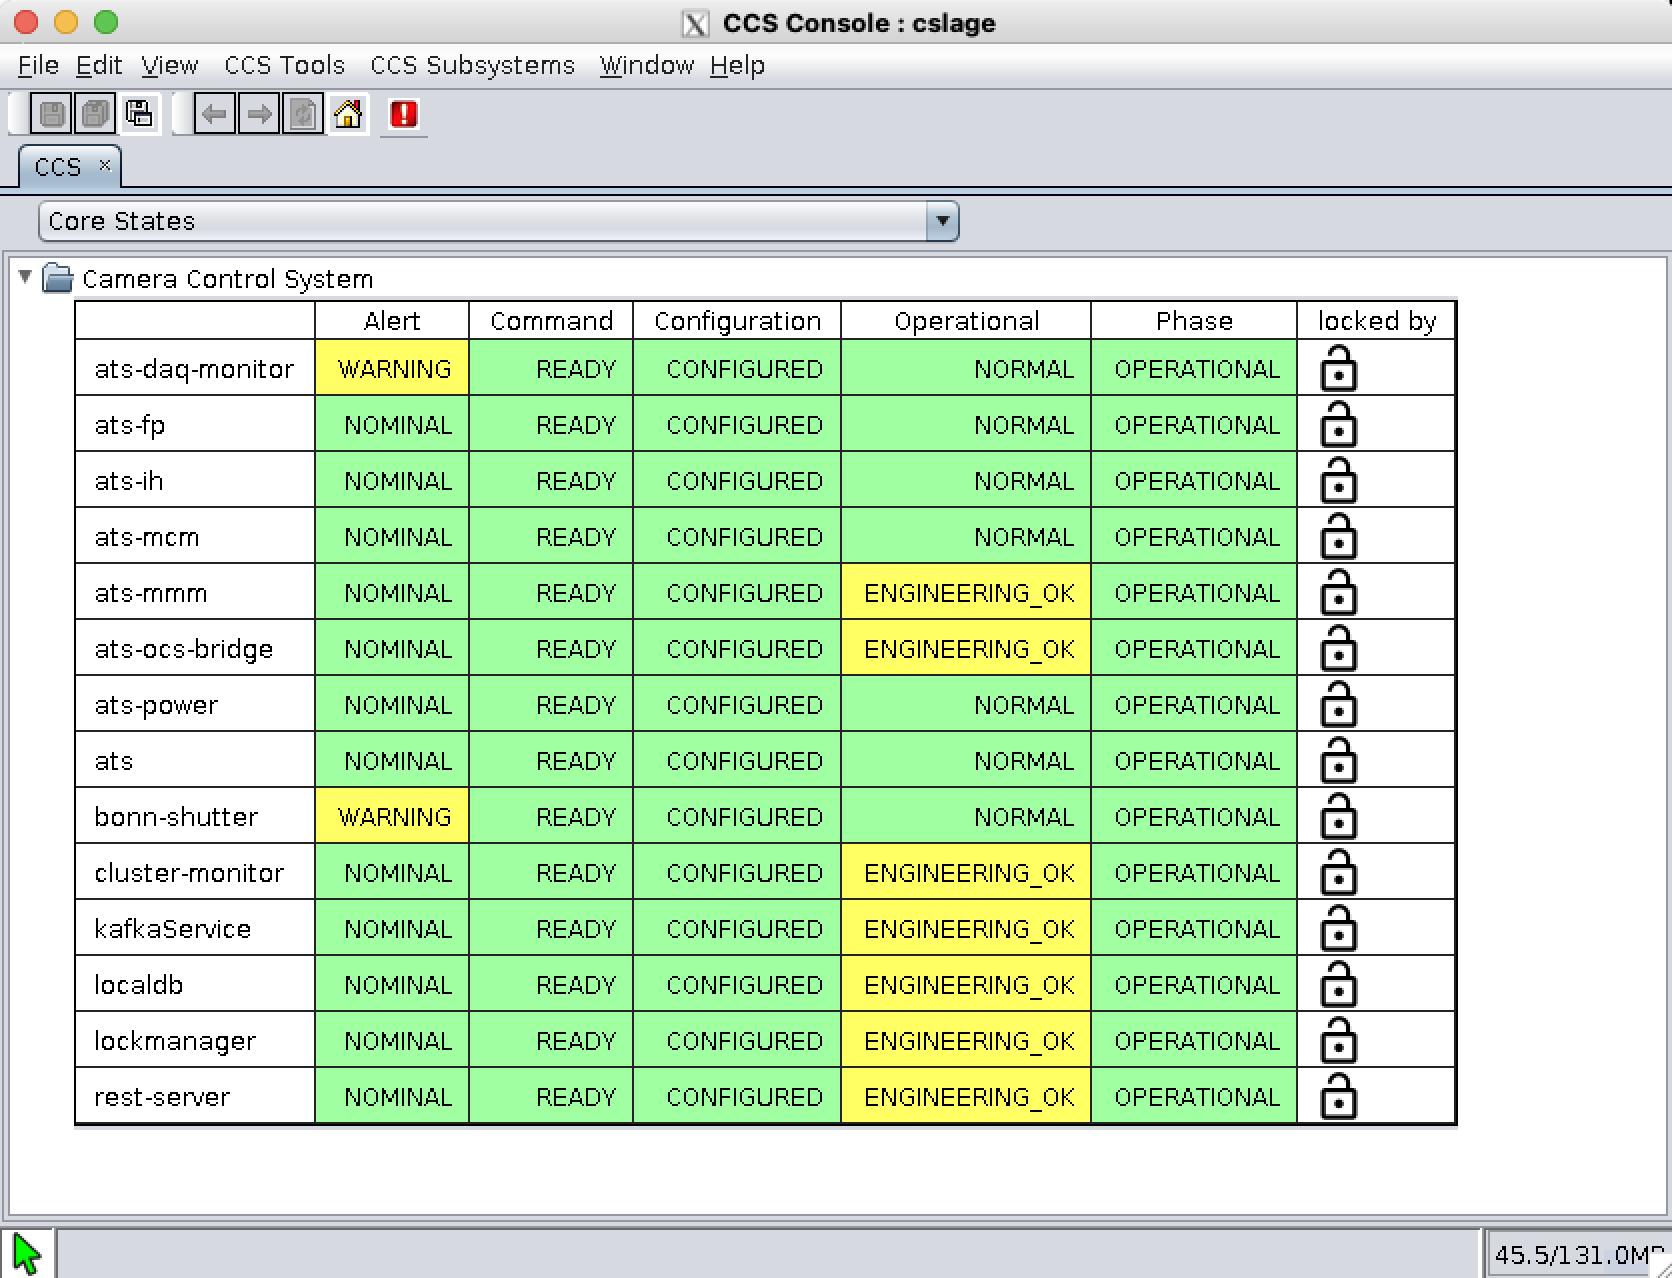 CCS Console : cslage
File Edit View CCS Tools CCS Subsystems Window Help
CCS ×
Core States
Camera Control System
Alert Command Configuration Operational Phase locked by
ats-daq-monitor WARNING READY CONFIGURED NORMAL OPERATIONAL
ats-fp NOMINAL READY CONFIGURED NORMAL OPERATIONAL
ats-ih NOMINAL READY CONFIGURED NORMAL OPERATIONAL
ats-mcm NOMINAL READY CONFIGURED NORMAL OPERATIONAL
ats-mmm NOMINAL READY CONFIGURED ENGINEERING_OK OPERATIONAL
ats-ocs-bridge NOMINAL READY CONFIGURED ENGINEERING_OK OPERATIONAL
ats-power NOMINAL READY CONFIGURED NORMAL OPERATIONAL
ats NOMINAL READY CONFIGURED NORMAL OPERATIONAL
bonn-shutter WARNING READY CONFIGURED NORMAL OPERATIONAL
cluster-monitor NOMINAL READY CONFIGURED ENGINEERING_OK OPERATIONAL
kafkaService NOMINAL READY CONFIGURED ENGINEERING_OK OPERATIONAL
localdb NOMINAL READY CONFIGURED ENGINEERING_OK OPERATIONAL
lockmanager NOMINAL READY CONFIGURED ENGINEERING_OK OPERATIONAL
rest-server NOMINAL READY CONFIGURED ENGINEERING_OK OPERATIONAL
45.5/131.0MB